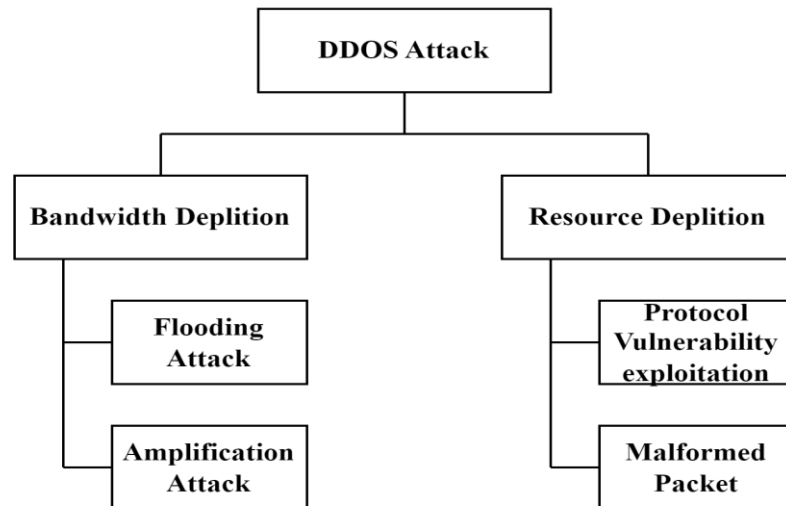 DDOS Attack
Bandwidth Deplition
Resource Deplition
Flooding
Attack
Protocol
Vulnerability
exploitation
Amplification
Attack
Malformed
Packet